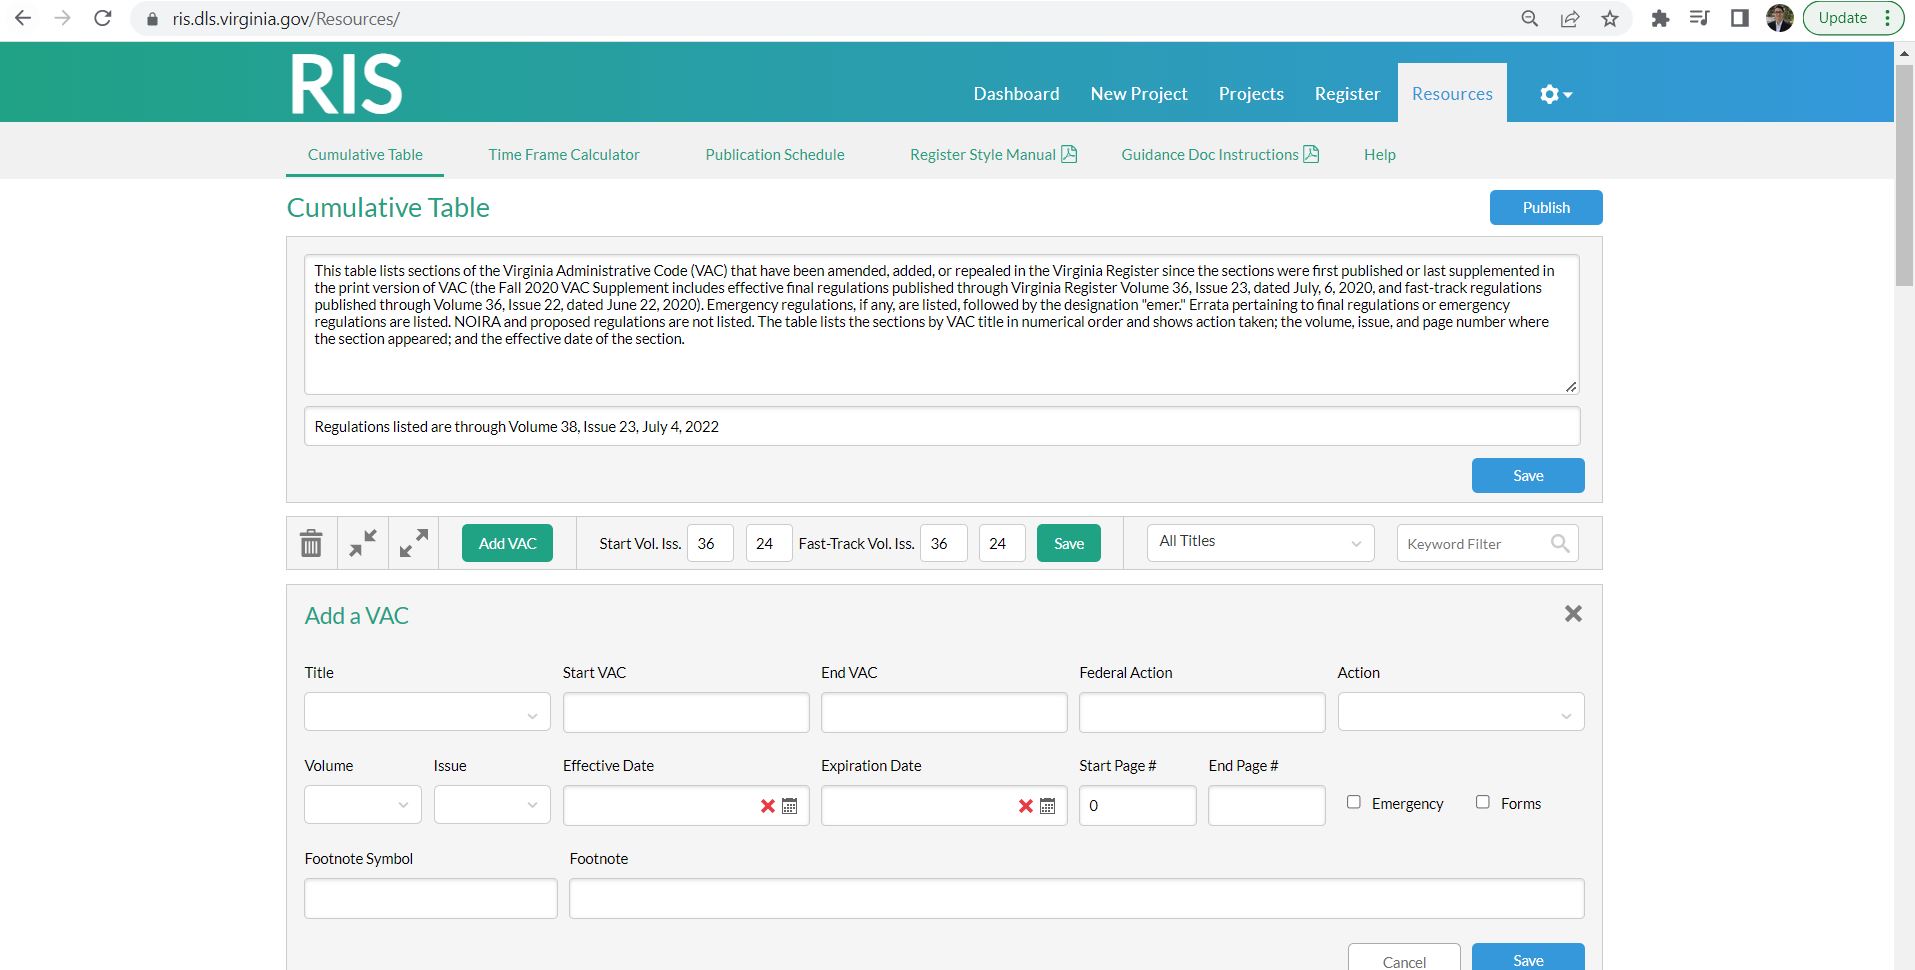 ris.dls.virginia.gov/Resources/
Update
RIS
Dashboard New Project Projects Register Resources
Cumulative Table Time Frame Calculator Publication Schedule Register Style Manual Guidance Doc Instructions Help
Cumulative Table
Publish
This table lists sections of the Virginia Administrative Code (VAC) that have been amended, added, or repealed in the Virginia Register since the sections were first published or last supplemented in
the print version of VAC (the Fall 2020 VAC Supplement includes effective final regulations published through Virginia Register Volume 36, Issue 23, dated July, 6, 2020, and fast-track regulations
published through Volume 36, Issue 22, dated June 22, 2020). Emergency regulations, if any, are listed, followed by the designation "emer." Errata pertaining to final regulations or emergency
regulations are listed. NOIRA and proposed regulations are not listed. The table lists the sections by VAC title in numerical order and shows action taken; the volume, issue, and page number where
the section appeared; and the effective date of the section.
Regulations listed are through Volume 38, Issue 23, July 4, 2022
Save
Add VAC Start Vol. Iss. 36 24 Fast-Track Vol. Iss. 36 24 Save All Titles Keyword Filter
Add a VAC
Title Start VAC End VAC Federal Action Action
Volume Issue Effective Date Expiration Date Start Page # End Page #
0 Emergency Forms
Footnote Symbol Footnote
Cancel Save